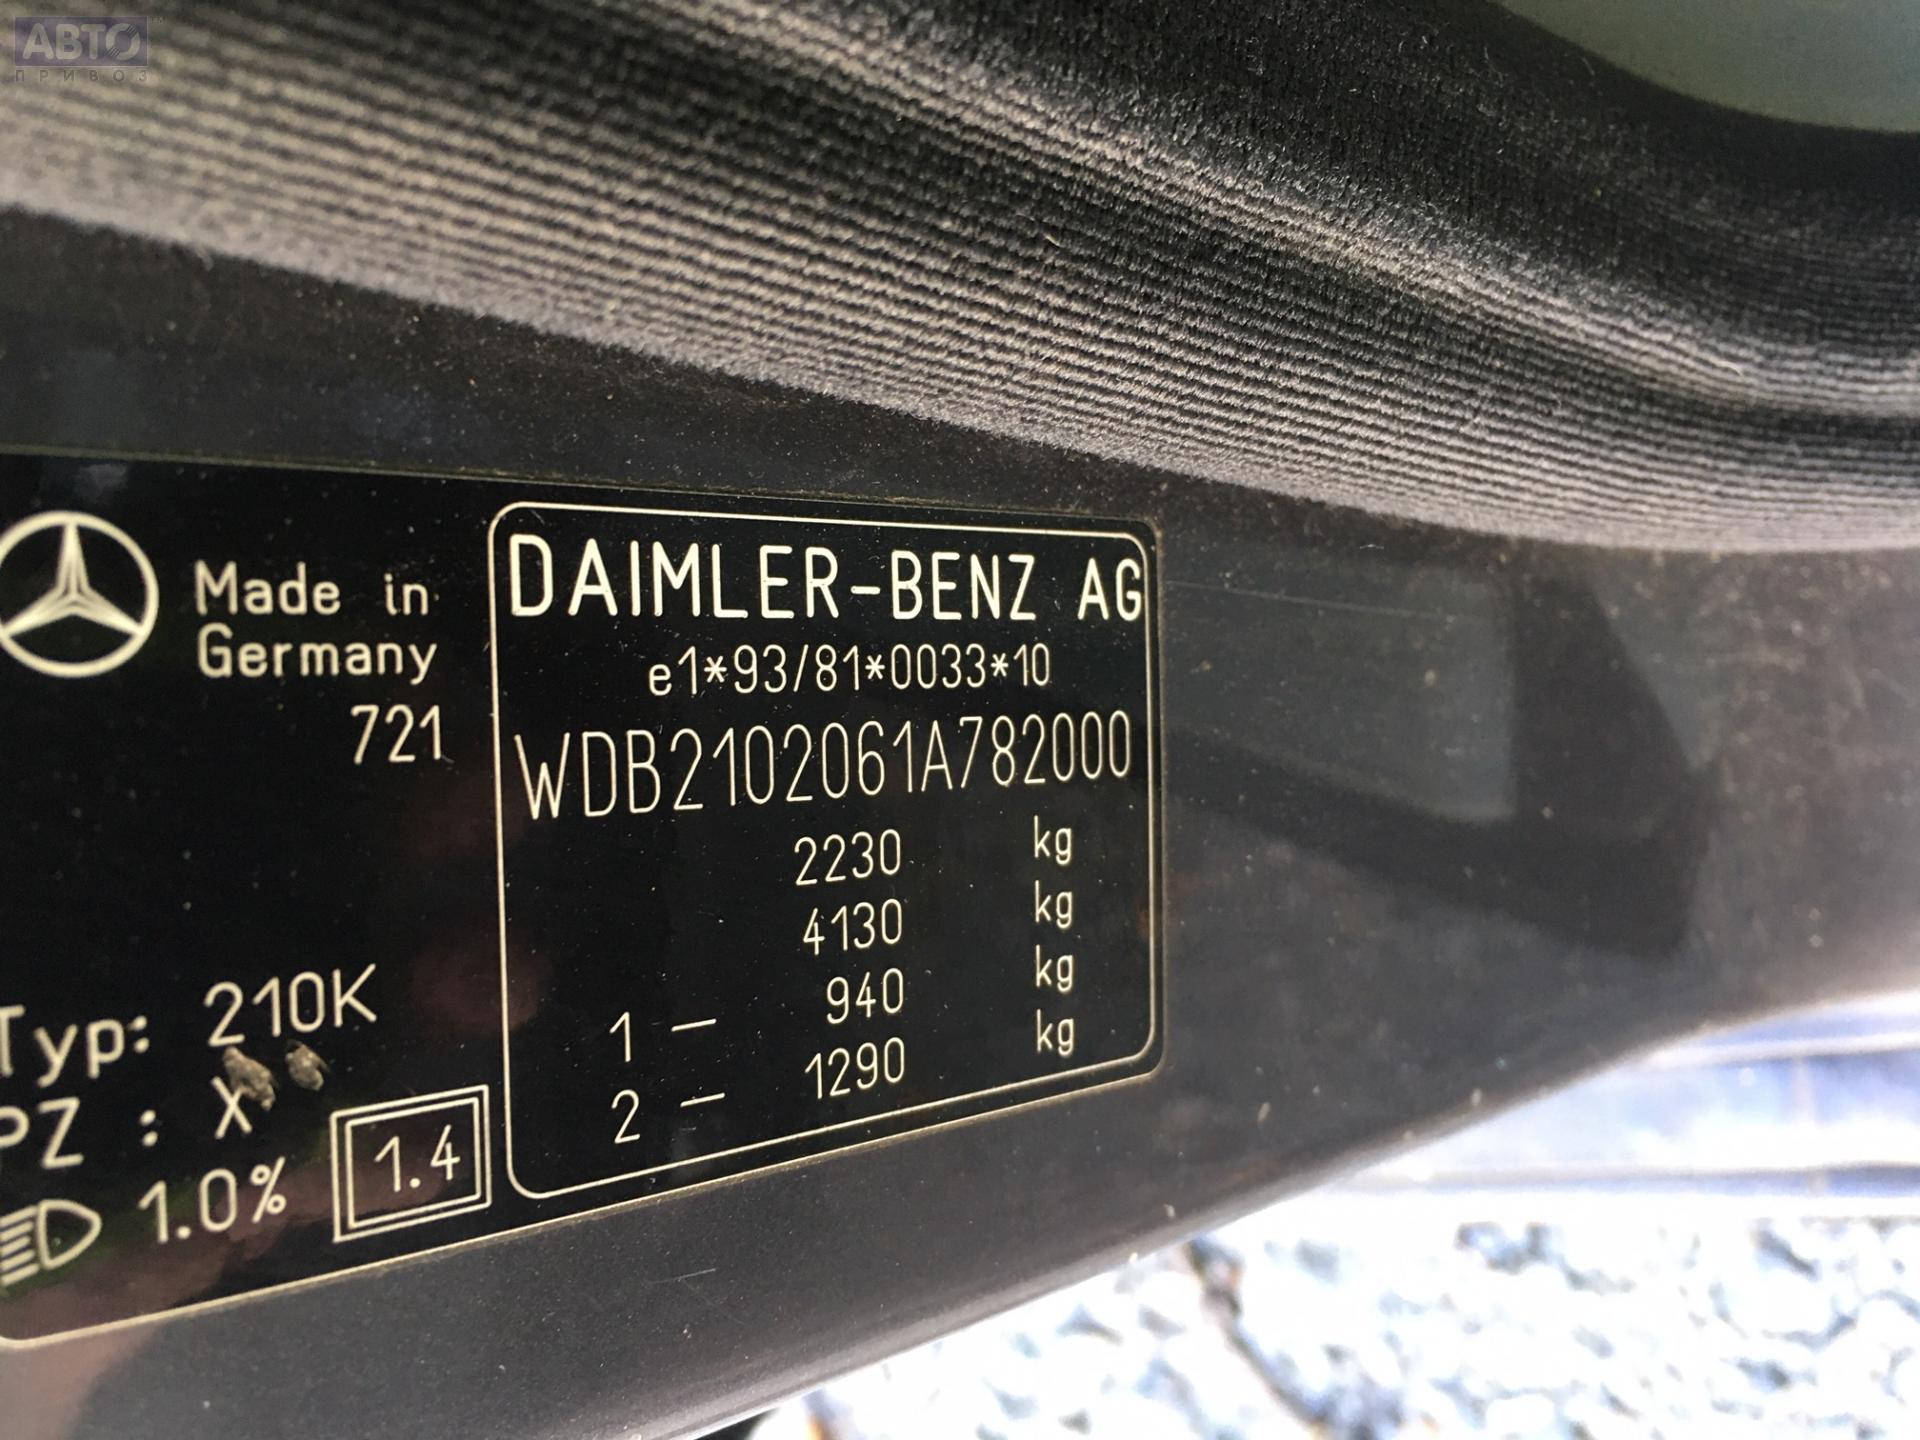 АВТО
ПРИВОЗ
Made in
Germany
721
Typ: 210K
PZ : X
1.0%
1.4
DAIMLER-BENZ AG
e1*93/81*0033*10
WDB2102061A782000
2230 kg
4130 kg
1 – 940 kg
2 – 1290 kg